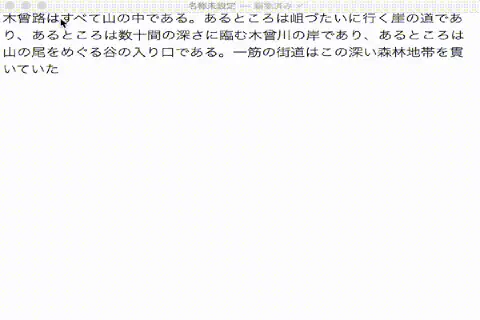 名称未設定 — 編集済み
木曾路はすべて山の中である。あるところは岨づたいに行く崖の道であ
り、あるところは数十間の深さに臨む木曾川の岸であり、あるところは
山の尾をめぐる谷の入り口である。一筋の街道はこの深い森林地帯を貫
いていた